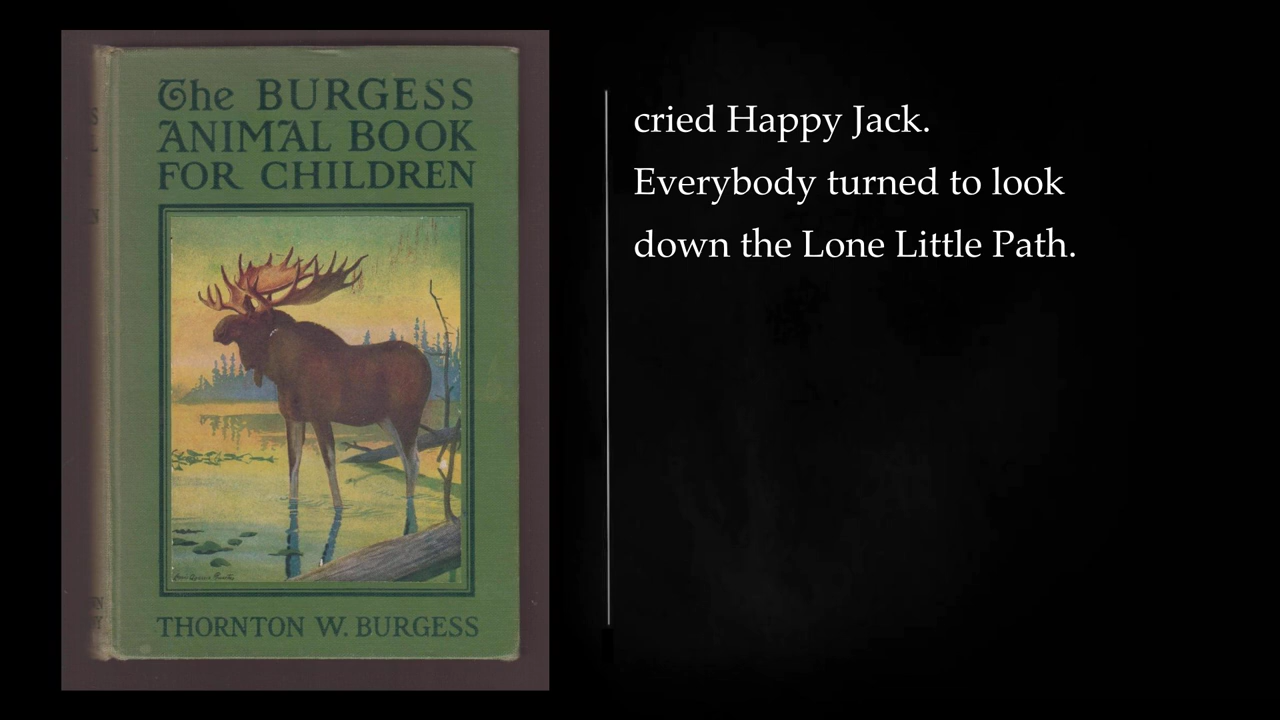 The BURGESS
ANIMAL BOOK
FOR CHILDREN
THORNTON W. BURGESS
cried Happy Jack.
Everybody turned to look
down the Lone Little Path.